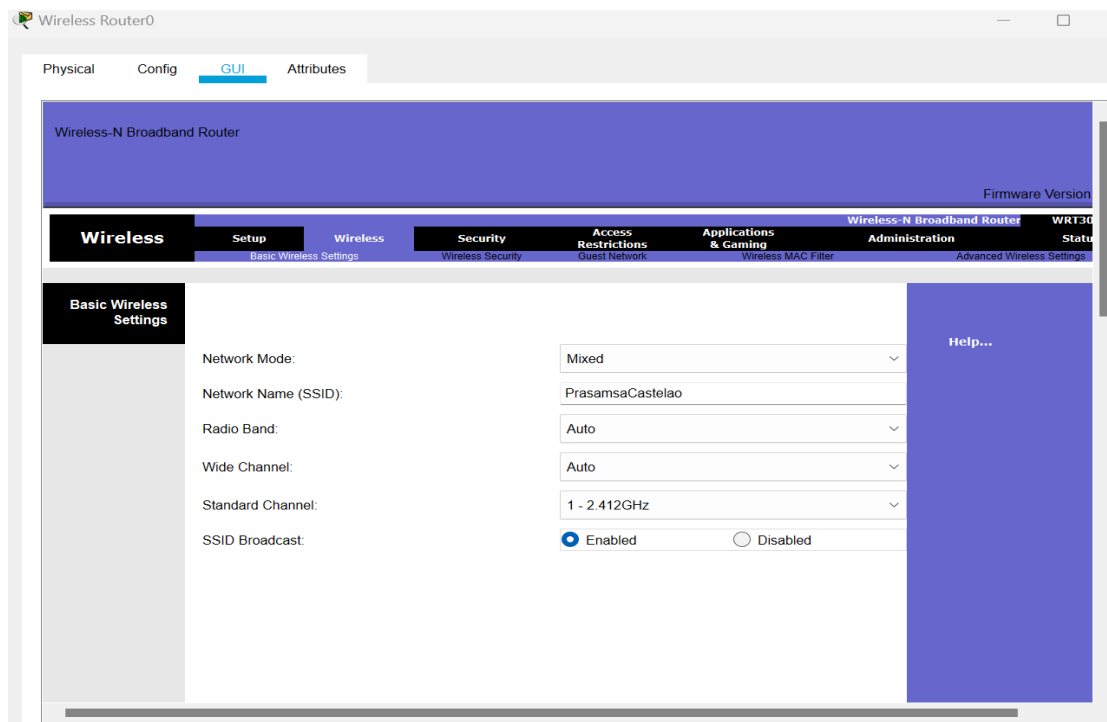 Wireless Router0
Physical Config GUI Attributes
Wireless-N Broadband Router
Firmware Version
Wireless-N Broadband Router WRT30
Wireless Setup Wireless Security Access Restrictions Applications & Gaming Administration Statu
Basic Wireless Settings Wireless Security Guest Network Wireless MAC Filter Advanced Wireless Settings
Basic Wireless
Settings
Help...
Network Mode: Mixed
Network Name (SSID): PrasamsaCastelao
Radio Band: Auto
Wide Channel: Auto
Standard Channel: 1 - 2.412GHz
SSID Broadcast: Enabled Disabled